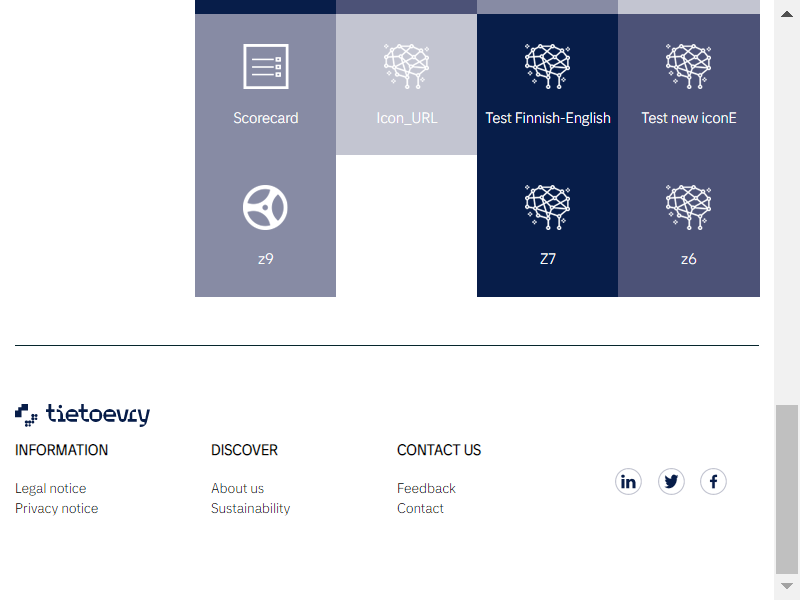 Scorecard
Icon_URL
Test Finnish-English
Test new iconE
z9
Z7
z6
tietoevry
INFORMATION
DISCOVER
CONTACT US
Legal notice
About us
Feedback
Privacy notice
Sustainability
Contact